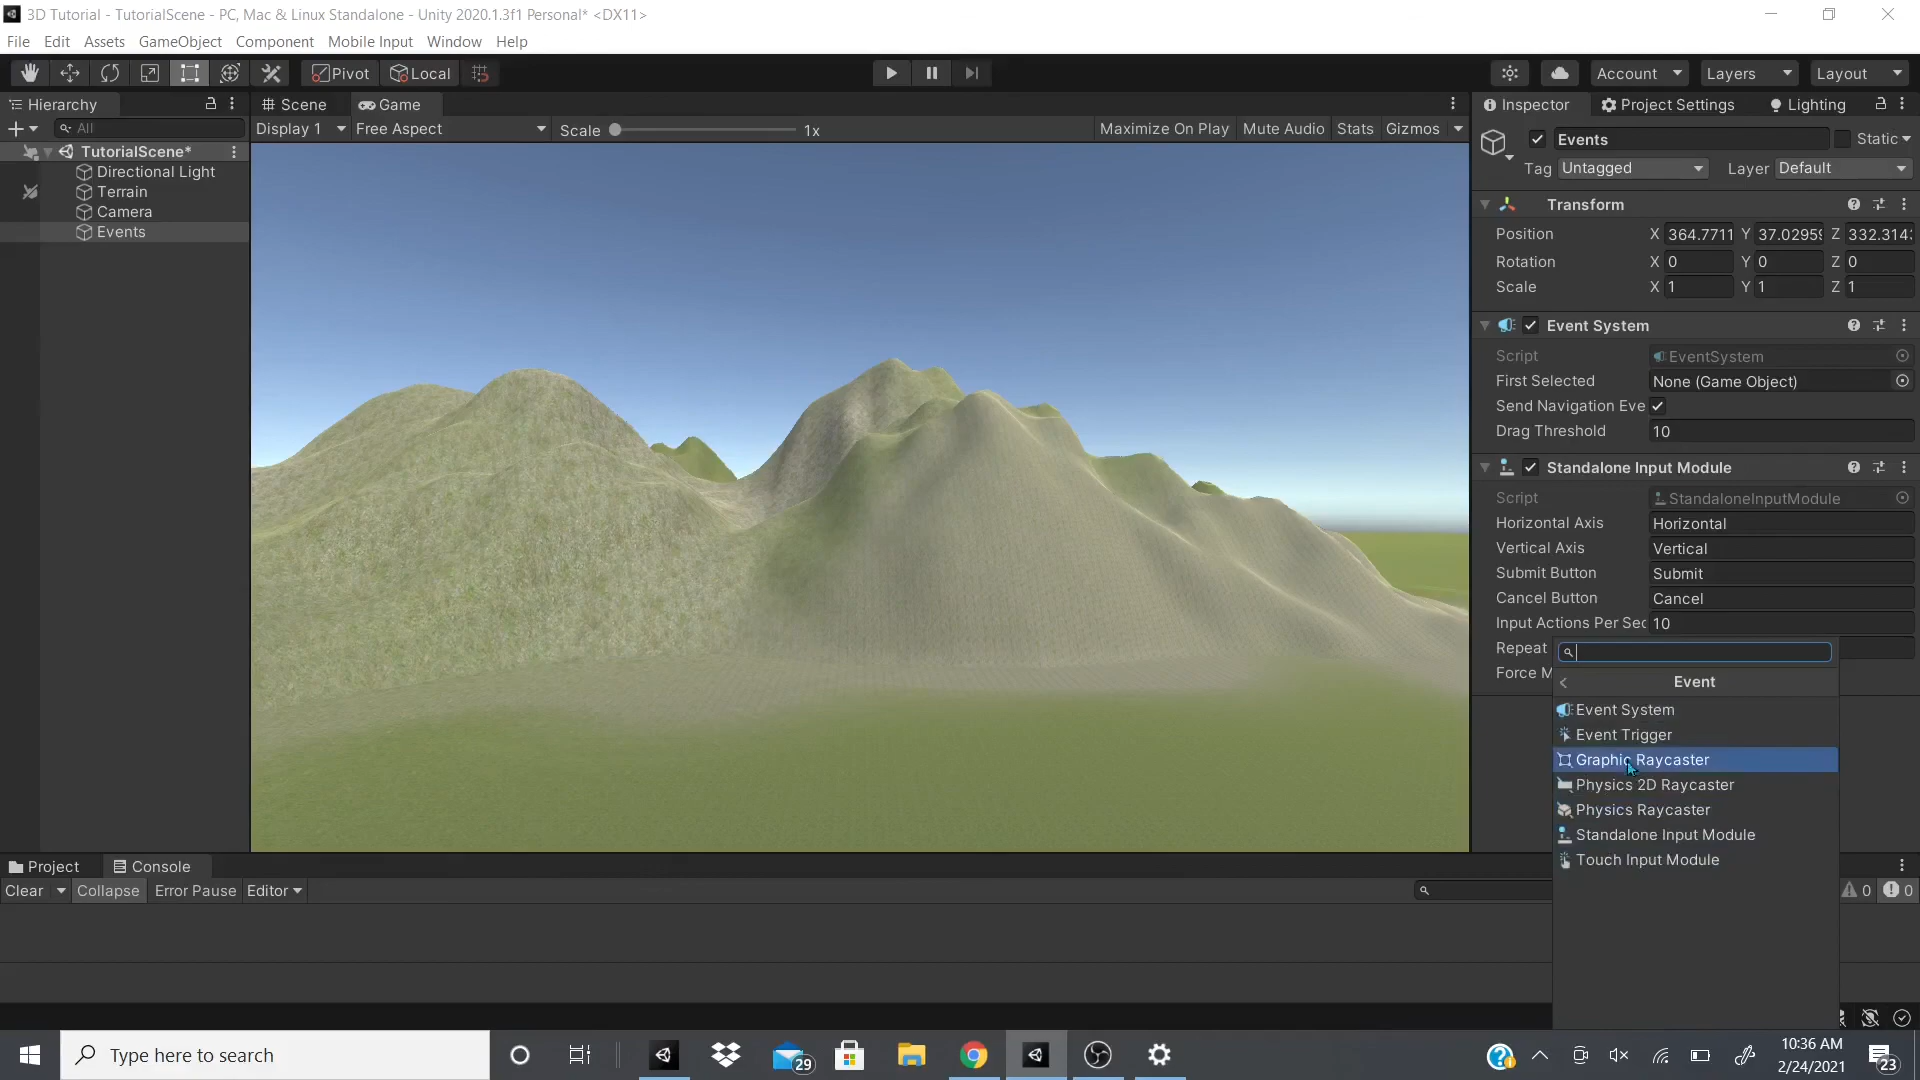 3D Tutorial - TutorialScene - PC, Mac & Linux Standalone - Unity 2020.1.3f1 Personal* <DX11>
File Edit Assets GameObject Component Mobile Input Window Help
Pivot Local Account Layers Layout
Hierarchy Scene Game Inspector Project Settings Lighting
All Display 1 Free Aspect Scale 1x Maximize On Play Mute Audio Stats Gizmos
Events Static
TutorialScene*
Tag Untagged Layer Default
Directional Light
Terrain
Camera
Events
Transform
Position X 364.7711 Y 37.0295 Z 332.314
Rotation X 0 Y 0 Z 0
Scale X 1 Y 1 Z 1
Event System
Script EventSystem
First Selected None (Game Object)
Send Navigation Eve
Drag Threshold 10
Standalone Input Module
Script StandaloneInputModule
Horizontal Axis Horizontal
Vertical Axis Vertical
Submit Button Submit
Cancel Button Cancel
Input Actions Per Sec 10
Repeat
Force M
Event
Event System
Event Trigger
Graphic Raycaster
Physics 2D Raycaster
Physics Raycaster
Standalone Input Module
Touch Input Module
Project Console
Clear Collapse Error Pause Editor 0 0
Type here to search
29
10:36 AM
2/24/2021
23